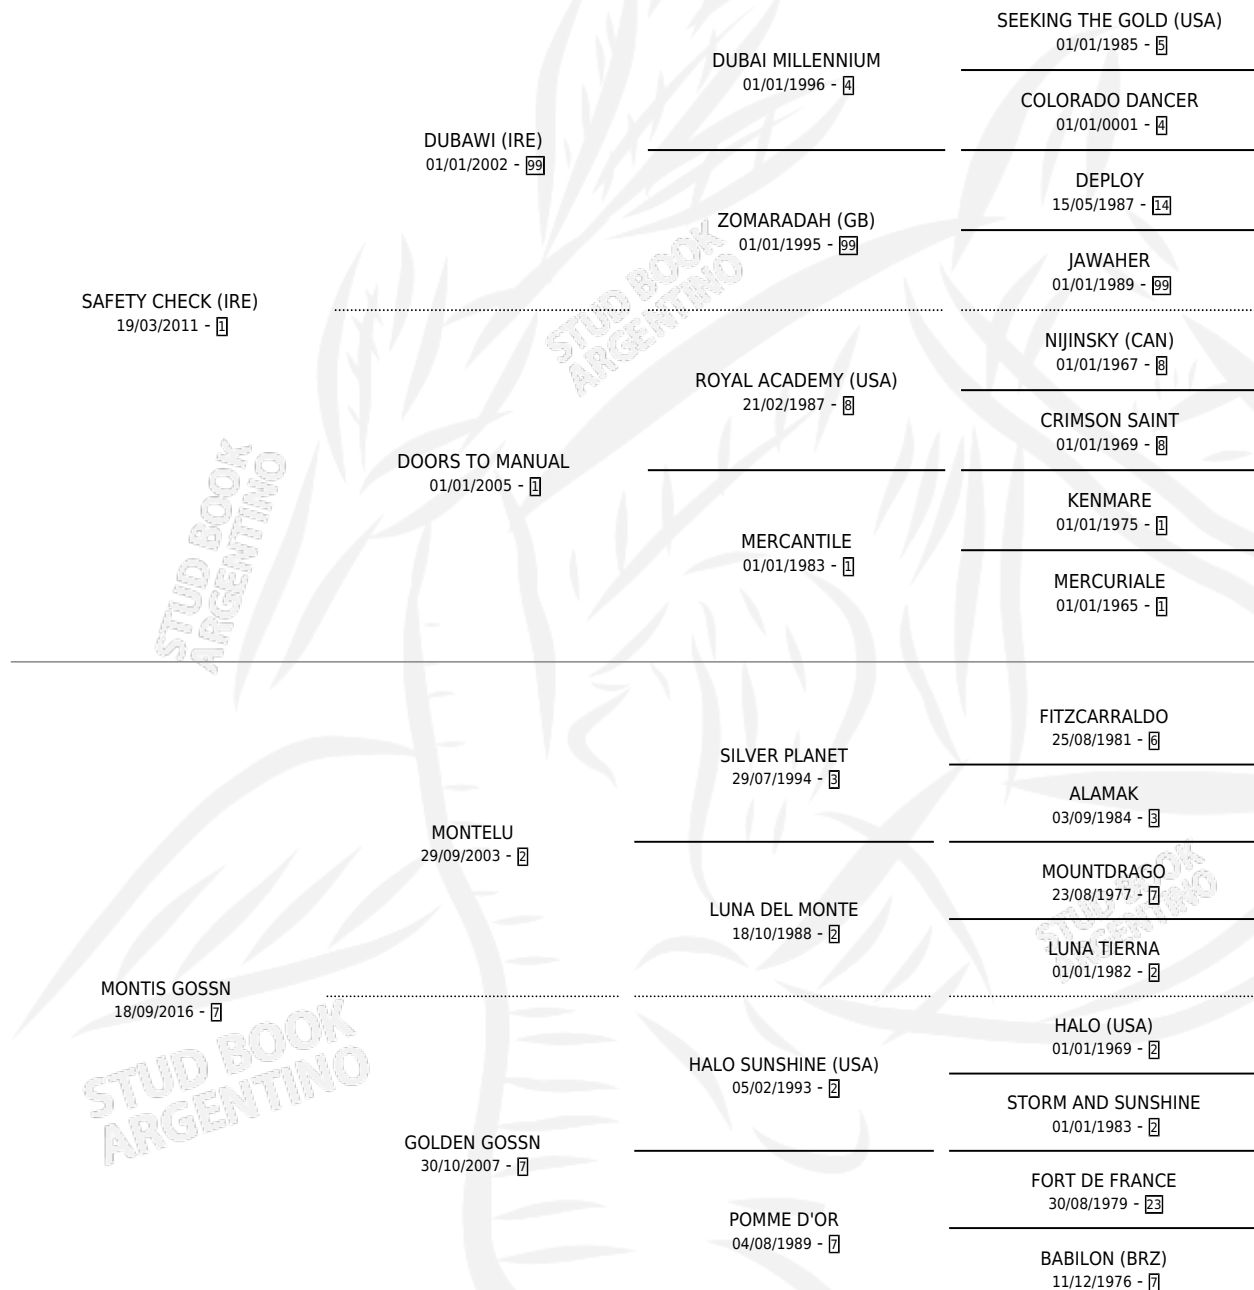 SEEKING THE GOLD (USA)
01/01/1985 - 5
DUBAI MILLENNIUM
01/01/1996 - 4
COLORADO DANCER
01/01/0001 - 4
DUBAWI (IRE)
01/01/2002 - 99
DEPLOY
15/05/1987 - 14
ZOMARADAH (GB)
01/01/1995 - 99
JAWAHER
01/01/1989 - 99
SAFETY CHECK (IRE)
19/03/2011 - 1
STUD BOOK
ARGENTINO
NIJINSKY (CAN)
01/01/1967 - 8
ROYAL ACADEMY (USA)
21/02/1987 - 8
CRIMSON SAINT
01/01/1969 - 8
DOORS TO MANUAL
01/01/2005 - 1
KENMARE
01/01/1975 - 1
MERCANTILE
01/01/1983 - 1
MERCURIALE
01/01/1965 - 1
STUD BOOK
ARGENTINO
FITZCARRALDO
25/08/1981 - 6
SILVER PLANET
29/07/1994 - 3
ALAMAK
03/09/1984 - 3
MONTELU
29/09/2003 - 2
MOUNTDRAGO
23/08/1977 - 7
LUNA DEL MONTE
18/10/1988 - 2
STUD BOOK
ARGENTINO
LUNA TIERNA
01/01/1982 - 2
MONTIS GOSSN
18/09/2016 - 7
HALO (USA)
01/01/1969 - 2
HALO SUNSHINE (USA)
05/02/1993 - 2
STORM AND SUNSHINE
01/01/1983 - 2
STUD BOOK
ARGENTINO
GOLDEN GOSSN
30/10/2007 - 7
FORT DE FRANCE
30/08/1979 - 23
POMME D'OR
04/08/1989 - 7
BABILON (BRZ)
11/12/1976 - 7